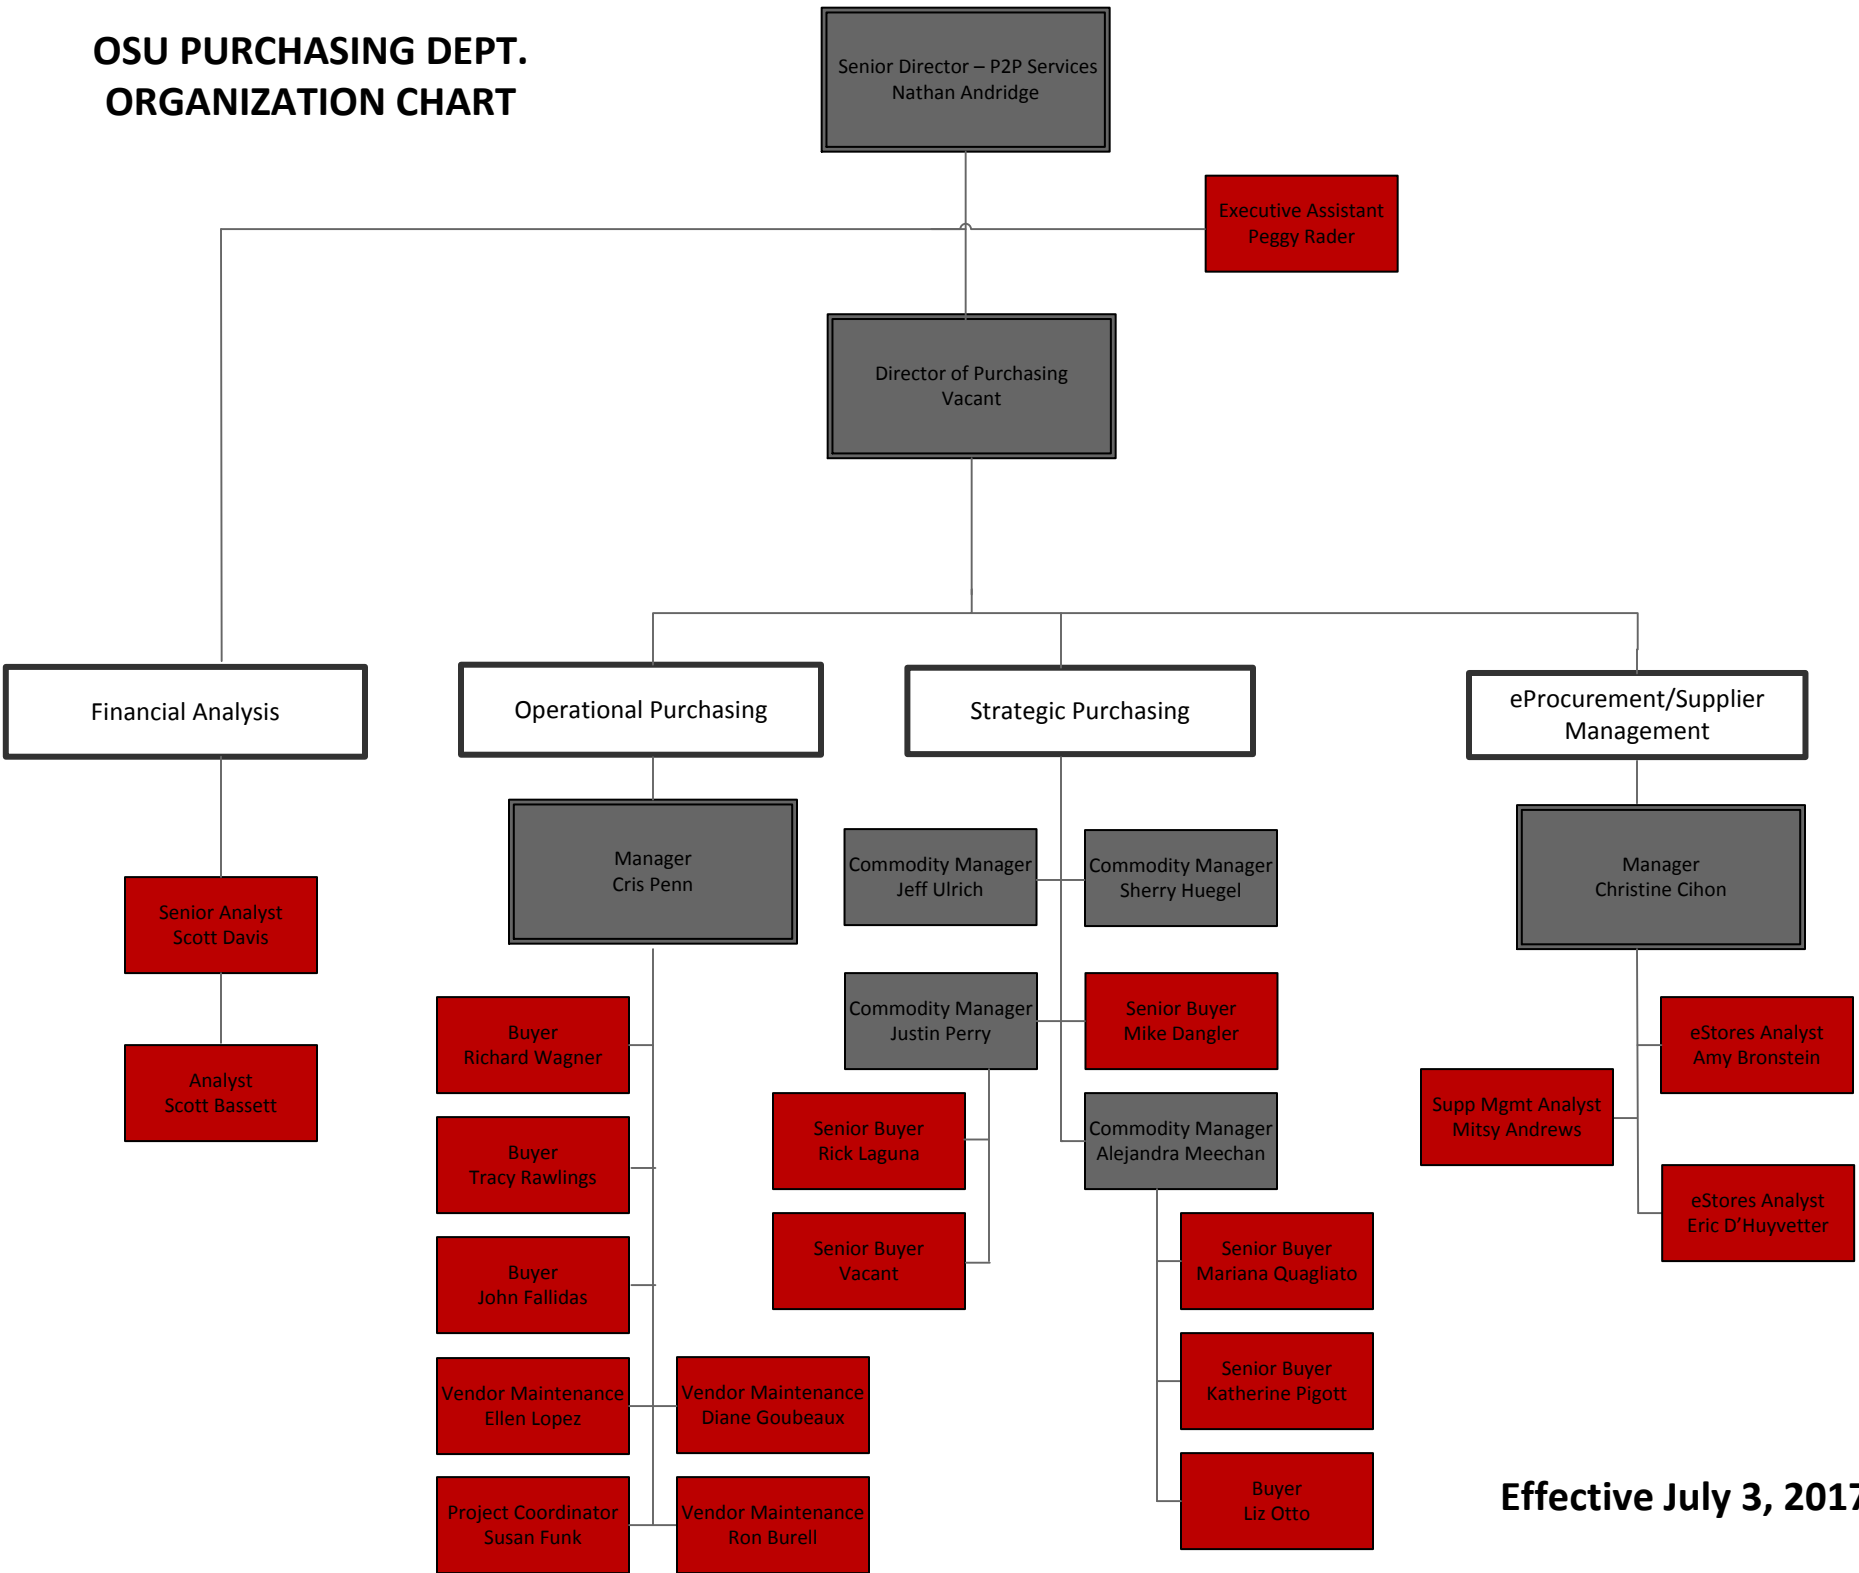 OSU PURCHASING DEPT.
ORGANIZATION CHART
Senior Director – P2P Services
Nathan Andridge
Executive Assistant
Peggy Rader
Director of Purchasing
Vacant
Financial Analysis
Operational Purchasing
Strategic Purchasing
eProcurement/Supplier
Management
Senior Analyst
Scott Davis
Analyst
Scott Bassett
Manager
Cris Penn
Buyer
Richard Wagner
Buyer
Tracy Rawlings
Buyer
John Fallidas
Vendor Maintenance
Ellen Lopez
Vendor Maintenance
Diane Goubeaux
Project Coordinator
Susan Funk
Vendor Maintenance
Ron Burell
Commodity Manager
Jeff Ulrich
Commodity Manager
Sherry Huegel
Commodity Manager
Justin Perry
Senior Buyer
Mike Dangler
Senior Buyer
Rick Laguna
Senior Buyer
Vacant
Commodity Manager
Alejandra Meechan
Senior Buyer
Mariana Quagliato
Senior Buyer
Katherine Pigott
Buyer
Liz Otto
Manager
Christine Cihon
eStores Analyst
Amy Bronstein
Supp Mgmt Analyst
Mitsy Andrews
eStores Analyst
Eric D’Huyvetter
Effective July 3, 2017